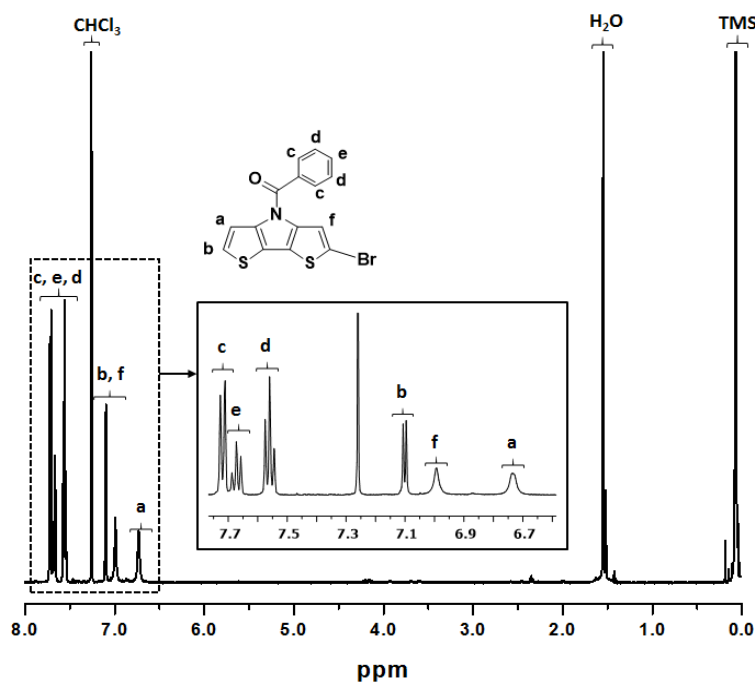 CHCl₃
H₂O
TMS
d
c
e
d
O
c
a
N
f
b
S
S
Br
c, e, d
b, f
a
c
d
e
b
f
a
7.7
7.5
7.3
7.1
6.9
6.7
8.0
7.0
6.0
5.0
4.0
3.0
2.0
1.0
0.0
ppm